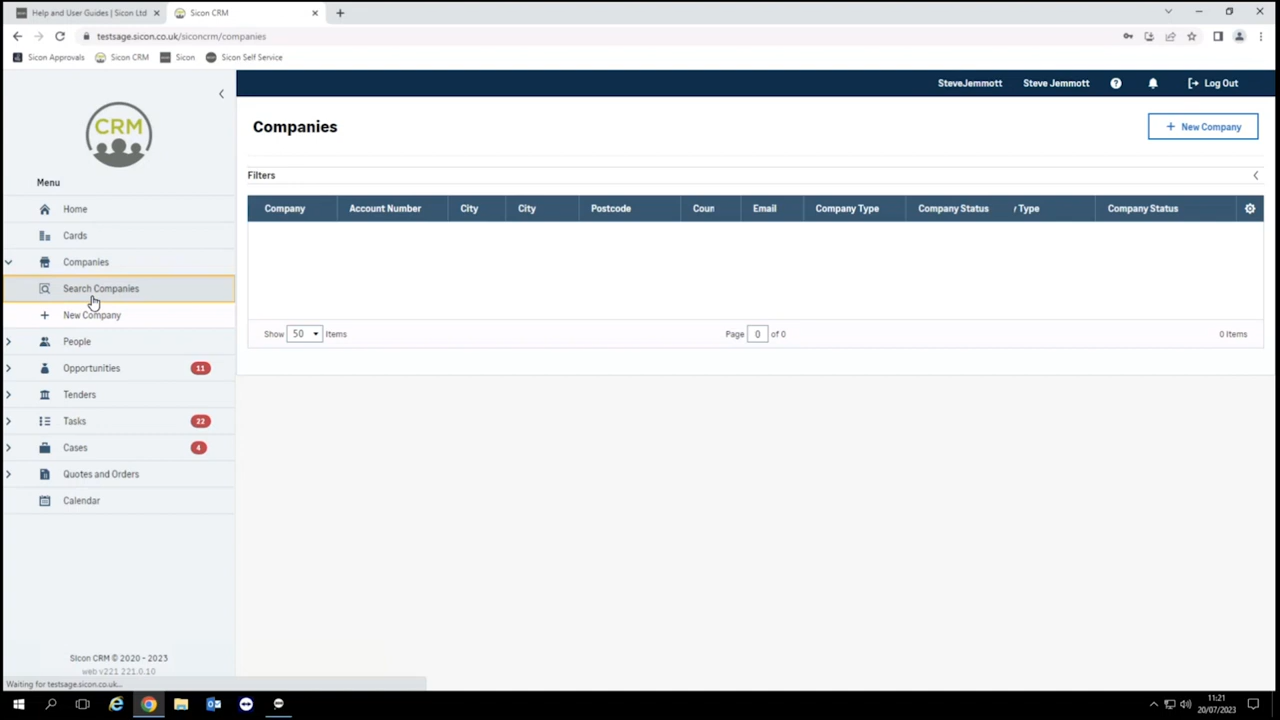 Help and User Guides | Sicon Ltd
Sicon CRM
testsage.sicon.co.uk/siconcrm/companies
Sicon Approvals
Sicon CRM
Sicon
Sicon Self Service
CRM
Menu
Home
Cards
Companies
Search Companies
New Company
People
Opportunities 11
Tenders
Tasks 22
Cases 4
Quotes and Orders
Calendar
Sicon CRM © 2020 - 2023
web v221 221.0.10
Waiting for testsage.sicon.co.uk...
SteveJemmott Steve Jemmott ? Log Out
Companies
+ New Company
Filters
Company Account Number City City Postcode Coun Email Company Type Company Status y Type Company Status
Show 50 Items Page 0 of 0 0 Items
11:21
20/07/2023